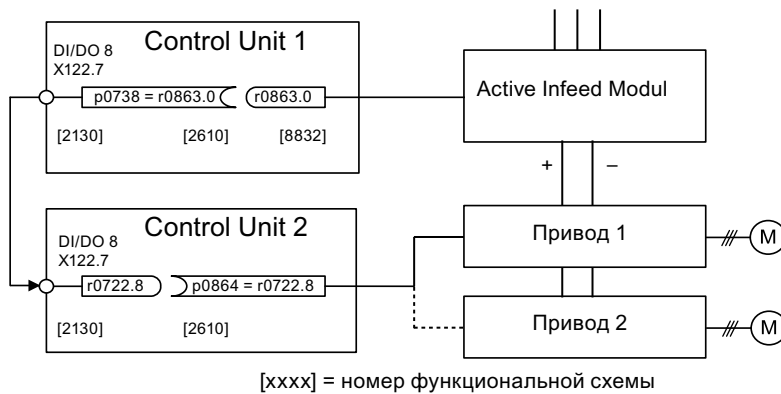 Control Unit 1
DI/DO 8
X122.7
p0738 = r0863.0
r0863.0
[2130]
[2610]
[8832]
Active Infeed Modul
+
–
Control Unit 2
DI/DO 8
X122.7
r0722.8
p0864 = r0722.8
[2130]
[2610]
Привод 1
M
Привод 2
M
[xxxx] = номер функциональной схемы